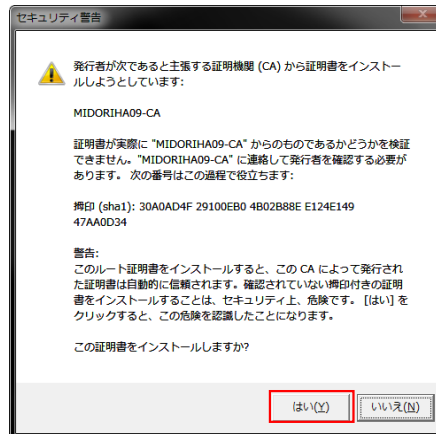 セキュリティ警告
発行者が次であると主張する証明機関 (CA) から証明書をインストー
ルしようとしています:
MIDORIHA09-CA
証明書が実際に "MIDORIHA09-CA" からのものであるかどうかを検証
できません。"MIDORIHA09-CA" に連絡して発行者を確認する必要が
あります。 次の番号はこの過程で役立ちます:
拇印 (sha1): 30A0AD4F 29100EB0 4B02B88E E124E149
47AA0D34
警告:
このルート証明書をインストールすると、この CA によって発行され
た証明書は自動的に信頼されます。確認されていない拇印付きの証明
書をインストールすることは、セキュリティ上、危険です。 [はい] を
クリックすると、この危険を認識したことになります。
この証明書をインストールしますか?
はい(Y) いいえ(N)